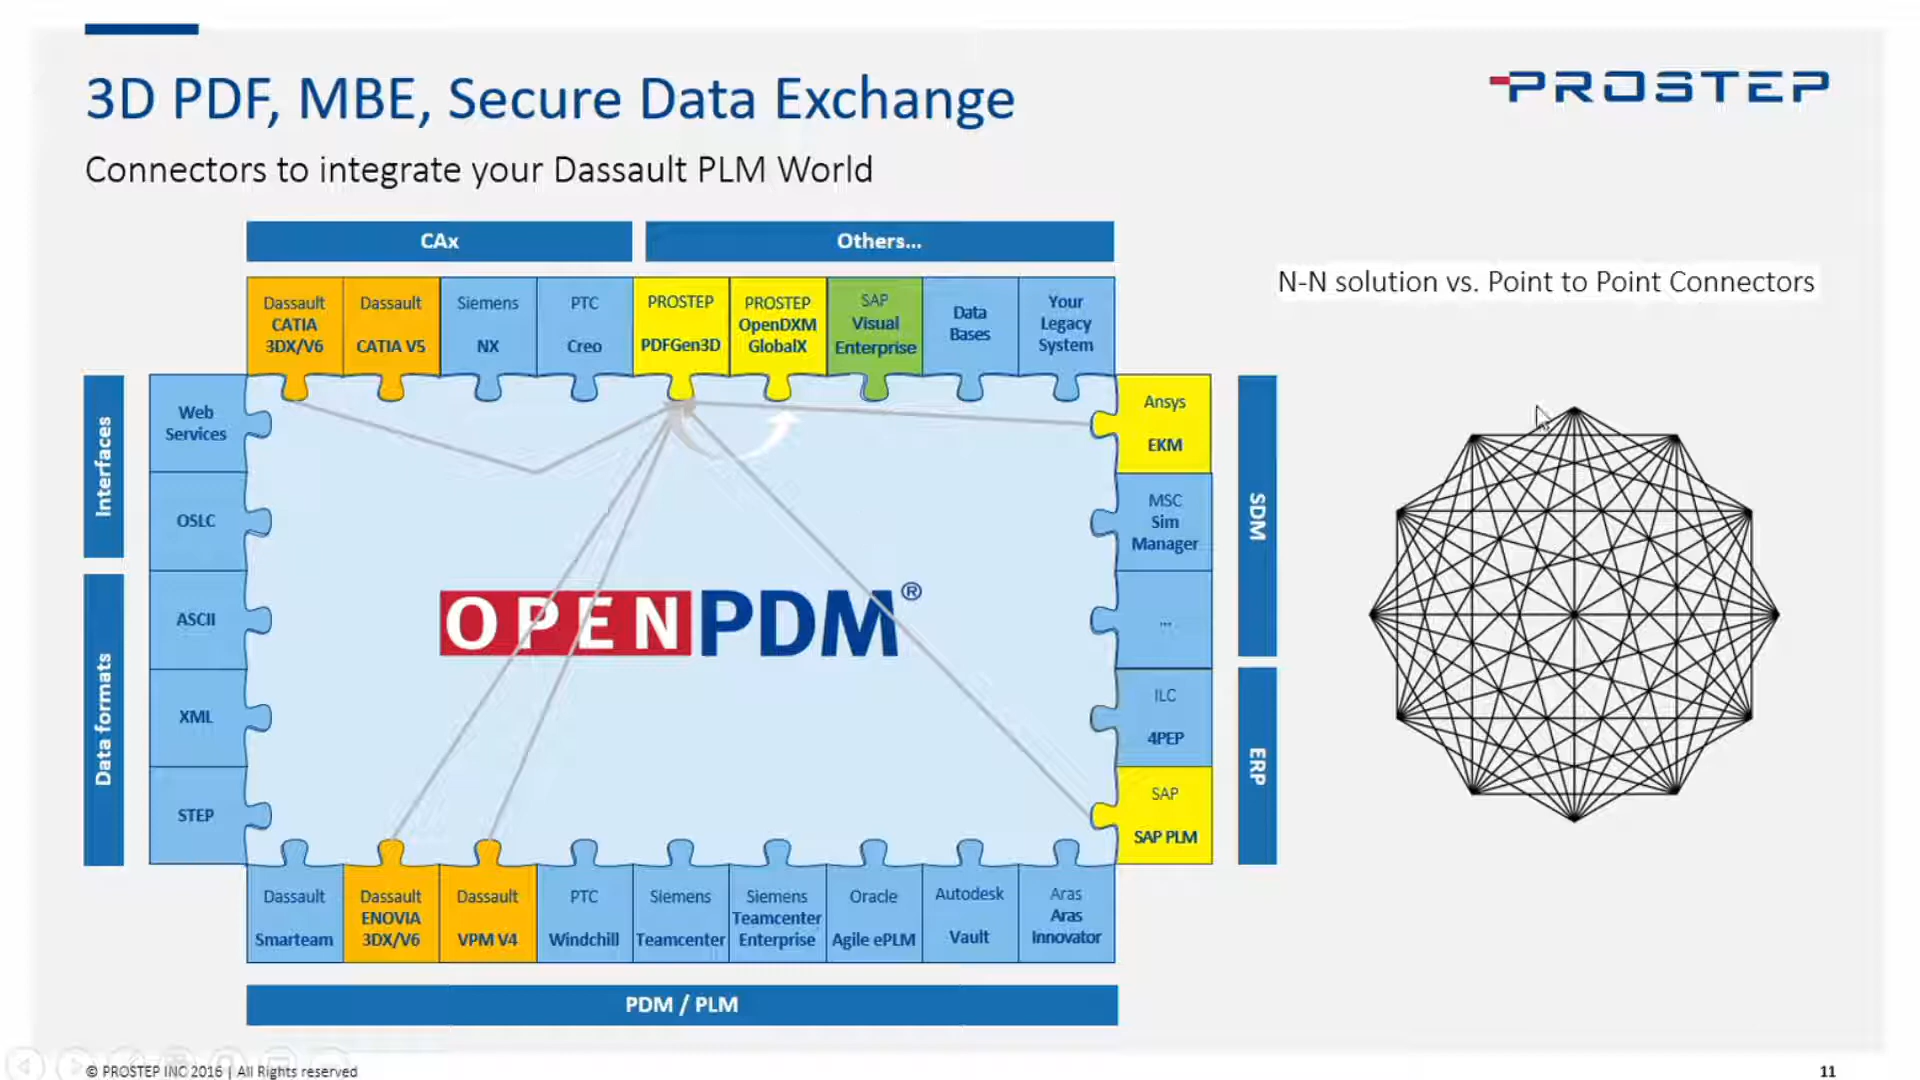 3D PDF, MBE, Secure Data Exchange
PROSTEP
Connectors to integrate your Dassault PLM World
CAx
Others...
N-N solution vs. Point to Point Connectors
Dassault
CATIA
3DX/V6
Dassault
CATIA V5
Siemens
NX
PTC
Creo
PROSTEP
PDFGen3D
PROSTEP
OpenDXM
GlobalX
SAP
Visual
Enterprise
Data
Bases
Your
Legacy
System
Interfaces
Data formats
Web
Services
OSLC
ASCII
XML
STEP
OPENPDM®
Ansys
EKM
MSC
Sim
Manager
...
ILC
4PEP
SAP
SAP PLM
SDM
ERP
Dassault
Smarteam
Dassault
ENOVIA
3DX/V6
Dassault
VPM V4
PTC
Windchill
Siemens
Teamcenter
Siemens
Teamcenter
Enterprise
Oracle
Agile ePLM
Autodesk
Vault
Aras
Aras
Innovator
PDM / PLM
© PROSTEP INC 2016 | All Rights reserved
11